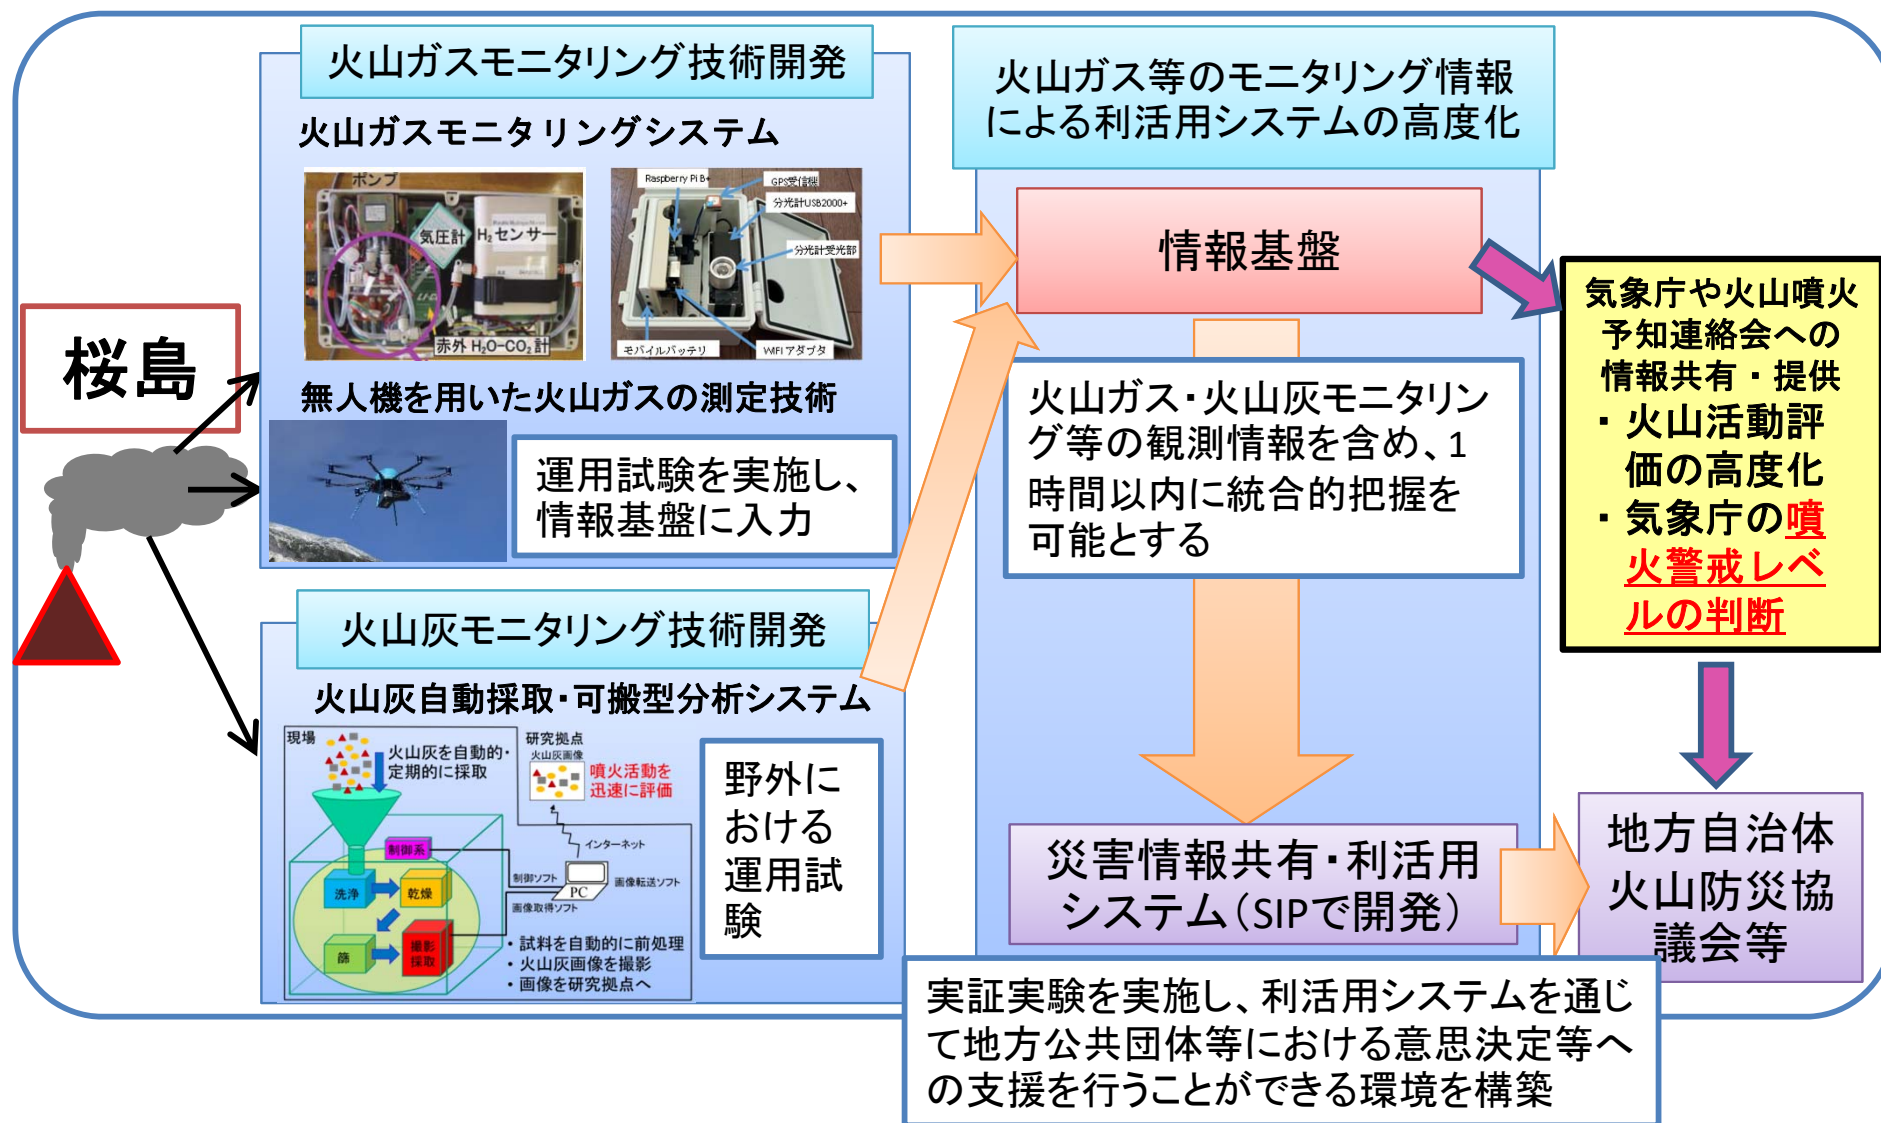 火山ガスモニタリング技術開発
火山ガスモニタリングシステム
ポンプ
気圧計
H₂センサー
赤外 H₂O-CO₂計
Raspberry Pi B+
GPS受信機
分光計USB2000+
分光計受光部
モバイルバッテリ
WIFI アダプタ
無人機を用いた火山ガスの測定技術
運用試験を実施し、
情報基盤に入力
桜島
火山灰モニタリング技術開発
火山灰自動採取・可搬型分析システム
現場
火山灰を自動的・
定期的に採取
研究拠点
火山灰画像
噴火活動を
迅速に評価
インターネット
制御系
制御ソフト
PC
画像転送ソフト
画像取得ソフト
洗浄
乾燥
篩
撮影
採取
・試料を自動的に前処理
・火山灰画像を撮影
・画像を研究拠点へ
野外に
おける
運用試
験
火山ガス等のモニタリング情報
による利活用システムの高度化
情報基盤
火山ガス・火山灰モニタリン
グ等の観測情報を含め、1
時間以内に統合的把握を
可能とする
災害情報共有・利活用
システム（SIPで開発）
実証実験を実施し、利活用システムを通じ
て地方公共団体等における意思決定等へ
の支援を行うことができる環境を構築
気象庁や火山噴火
予知連絡会への
情報共有・提供
・火山活動評
価の高度化
・気象庁の噴
火警戒レベ
ルの判断
地方自治体
火山防災協
議会等